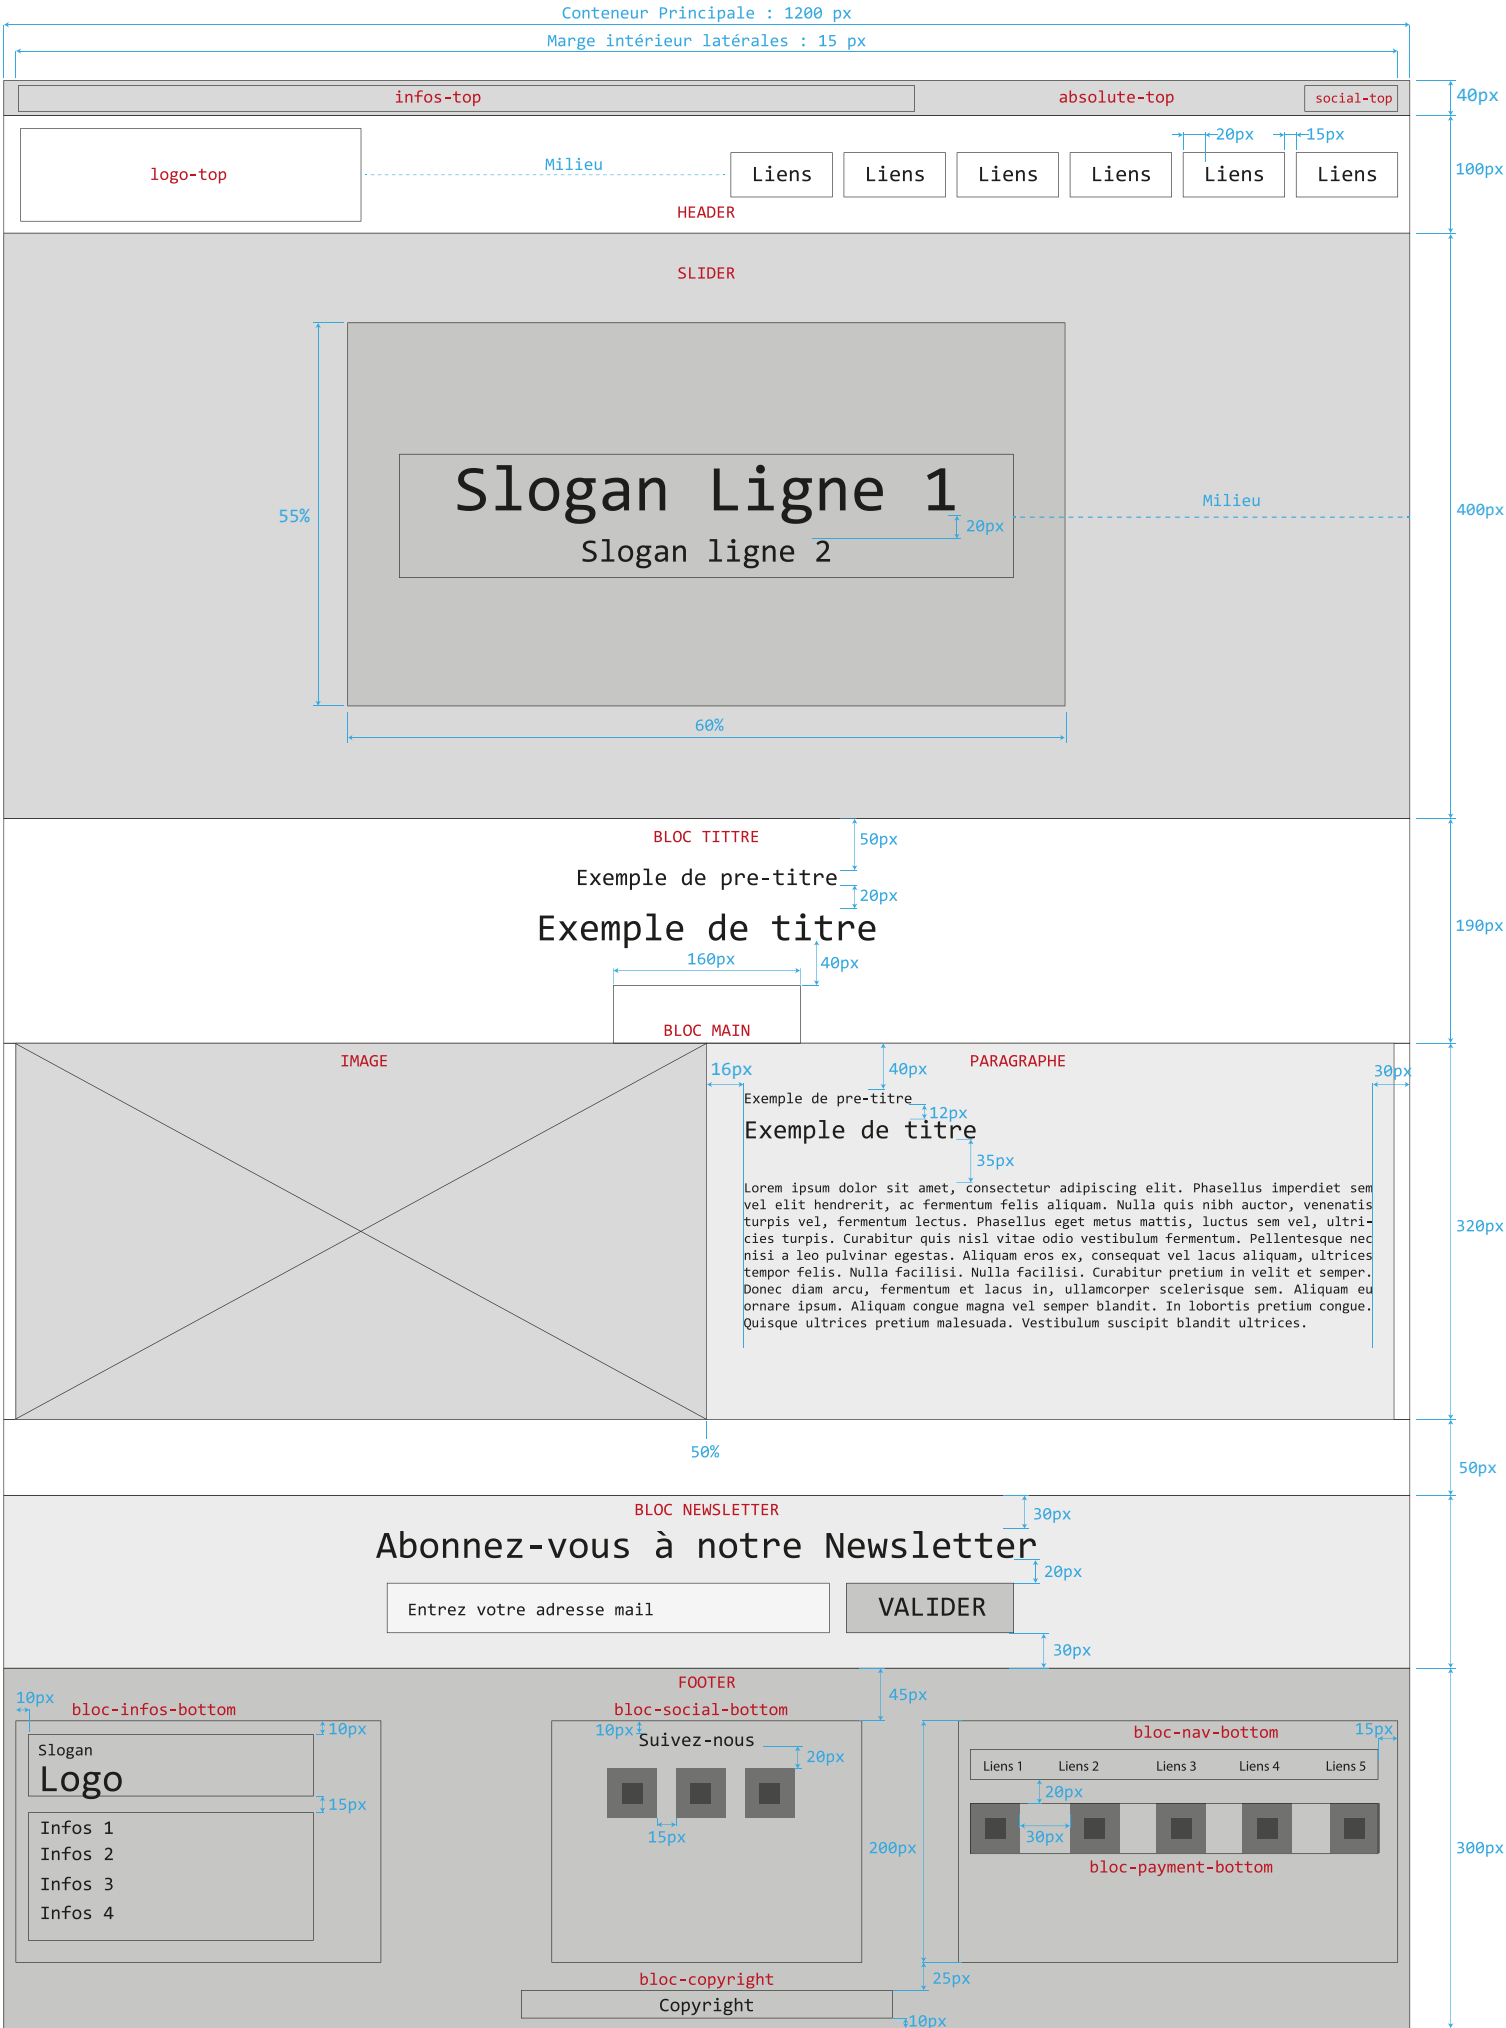 Conteneur Principale : 1200 px
Marge intérieur latérales : 15 px
infos-top
absolute-top
social-top
40px
logo-top
Milieu
20px
15px
Liens
Liens
Liens
Liens
Liens
Liens
100px
HEADER
SLIDER
55%
Slogan Ligne 1
20px
Slogan ligne 2
Milieu
400px
60%
BLOC TITTRE
50px
Exemple de pre-titre
20px
Exemple de titre
190px
160px
40px
BLOC MAIN
IMAGE
16px
40px
PARAGRAPHE
30px
Exemple de pre-titre
12px
Exemple de titre
35px
Lorem ipsum dolor sit amet, consectetur adipiscing elit. Phasellus imperdiet sem
vel elit hendrerit, ac fermentum felis aliquam. Nulla quis nibh auctor, venenatis
turpis vel, fermentum lectus. Phasellus eget metus mattis, luctus sem vel, ultri-
cies turpis. Curabitur quis nisl vitae odio vestibulum fermentum. Pellentesque nec
nisi a leo pulvinar egestas. Aliquam eros ex, consequat vel lacus aliquam, ultrices
tempor felis. Nulla facilisi. Nulla facilisi. Curabitur pretium in velit et semper.
Donec diam arcu, fermentum et lacus in, ullamcorper scelerisque sem. Aliquam eu
ornare ipsum. Aliquam congue magna vel semper blandit. In lobortis pretium congue.
Quisque ultrices pretium malesuada. Vestibulum suscipit blandit ultrices.
320px
50%
50px
BLOC NEWSLETTER
30px
Abonnez-vous à notre Newsletter
20px
Entrez votre adresse mail
VALIDER
30px
FOOTER
45px
10px
bloc-infos-bottom
10px
Slogan
Logo
15px
Infos 1
Infos 2
Infos 3
Infos 4
bloc-social-bottom
10px
Suivez-nous
20px
15px
200px
bloc-nav-bottom
15px
Liens 1
Liens 2
Liens 3
Liens 4
Liens 5
20px
30px
bloc-payment-bottom
300px
bloc-copyright
25px
Copyright
10px